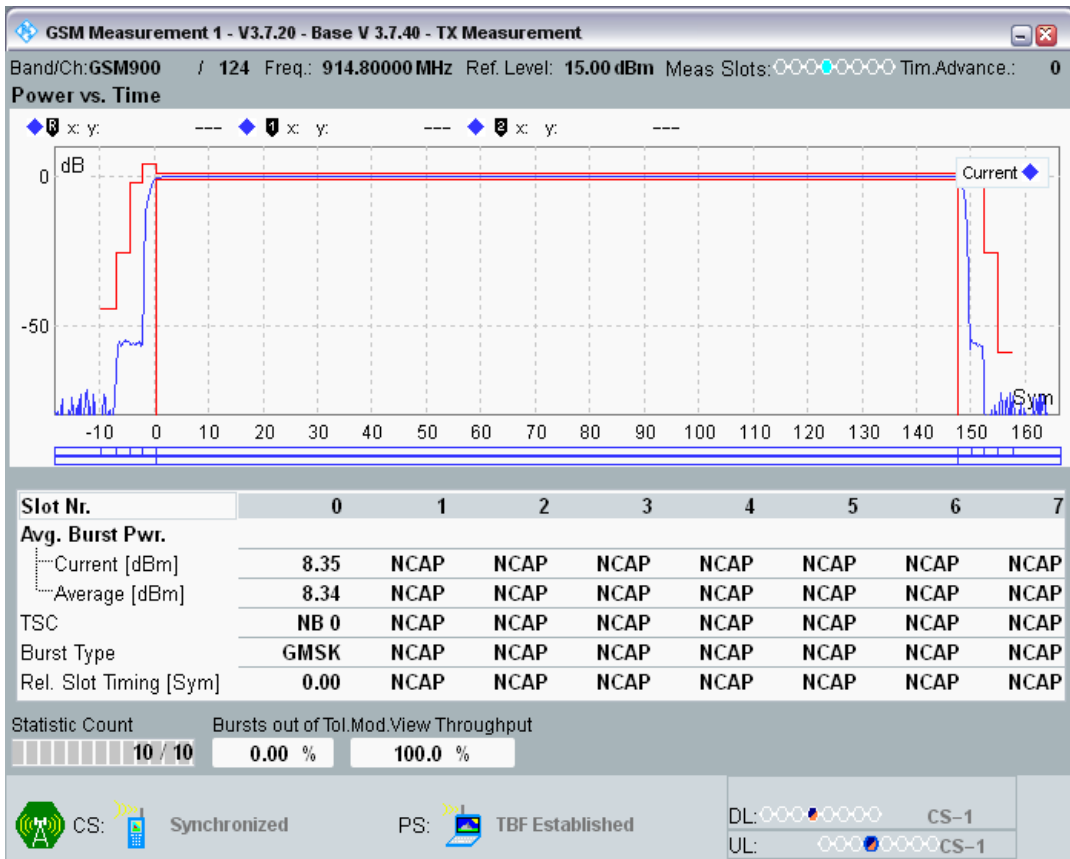 GSM Measurement 1 - V3.7.20 - Base V 3.7.40 - TX Measurement
Band/Ch:GSM900 / 124 Freq.: 914.80000 MHz Ref. Level: 15.00 dBm Meas Slots: Tim.Advance.: 0
Power vs. Time
R x: y: --- 1 x: y: --- 2 x: y: ---
dB
Current
0
-50
Sym
-10 0 10 20 30 40 50 60 70 80 90 100 110 120 130 140 150 160
Slot Nr. 0 1 2 3 4 5 6 7
Avg. Burst Pwr.
Current [dBm] 8.35 NCAP NCAP NCAP NCAP NCAP NCAP NCAP
Average [dBm] 8.34 NCAP NCAP NCAP NCAP NCAP NCAP NCAP
TSC NB 0 NCAP NCAP NCAP NCAP NCAP NCAP NCAP
Burst Type GMSK NCAP NCAP NCAP NCAP NCAP NCAP NCAP
Rel. Slot Timing [Sym] 0.00 NCAP NCAP NCAP NCAP NCAP NCAP NCAP
Statistic Count Bursts out of Tol.Mod.View Throughput
10 / 10 0.00 % 100.0 %
CS: Synchronized PS: TBF Established
DL: CS-1
UL: CS-1